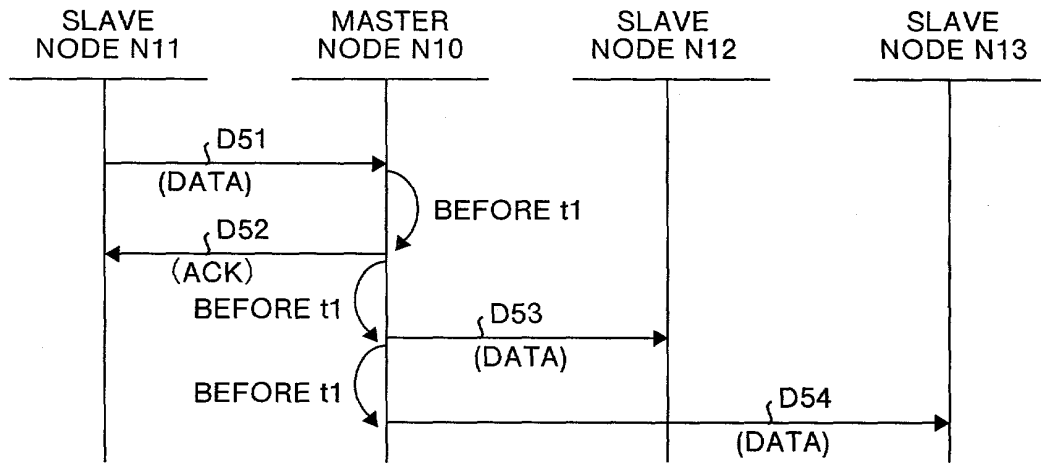 SLAVE
NODE N11
MASTER
NODE N10
SLAVE
NODE N12
SLAVE
NODE N13
D51
(DATA)
BEFORE t1
D52
(ACK)
BEFORE t1
D53
(DATA)
BEFORE t1
D54
(DATA)